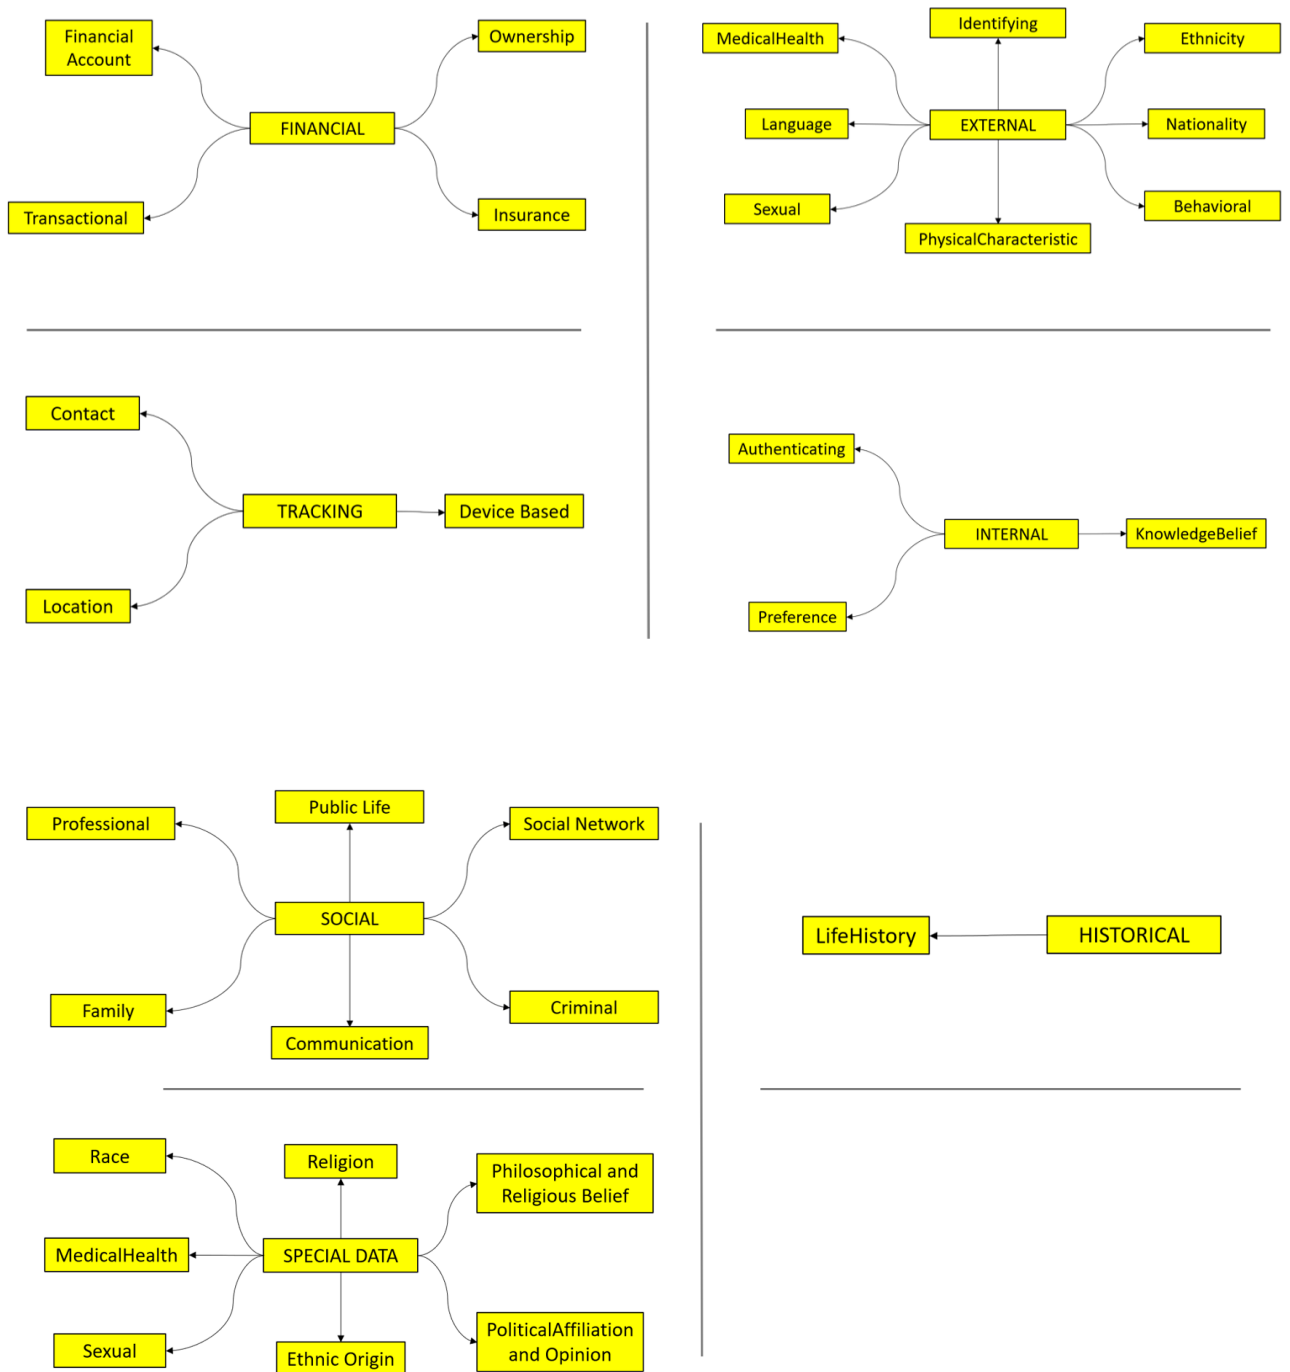 Financial
Account
Ownership
FINANCIAL
Transactional
Insurance
MedicalHealth
Identifying
Ethnicity
Language
EXTERNAL
Nationality
Sexual
PhysicalCharacteristic
Behavioral
Contact
TRACKING
Device Based
Location
Authenticating
INTERNAL
KnowledgeBelief
Preference
Professional
Public Life
Social Network
SOCIAL
Family
Communication
Criminal
LifeHistory
HISTORICAL
Race
Religion
Philosophical and
Religious Belief
MedicalHealth
SPECIAL DATA
Sexual
Ethnic Origin
PoliticalAffiliation
and Opinion